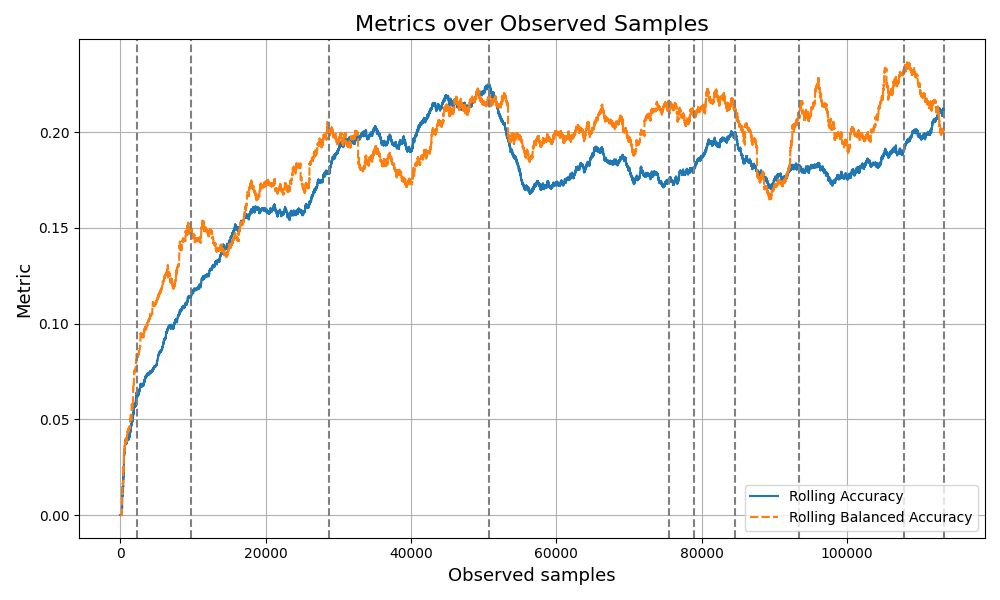 Metrics over Observed Samples
Metric
0.20
0.15
0.10
0.05
0.00
0
20000
40000
60000
80000
100000
Observed samples
Rolling Accuracy
Rolling Balanced Accuracy